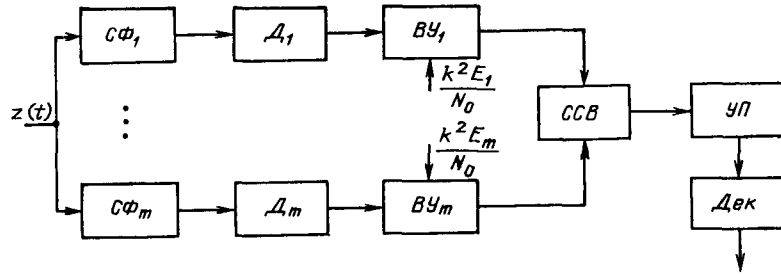 СФ₁
Д₁
ВУ₁
k²E₁
N₀
z(t)
ССВ
УП
k²Eₘ
N₀
СФₘ
Дₘ
ВУₘ
Дек